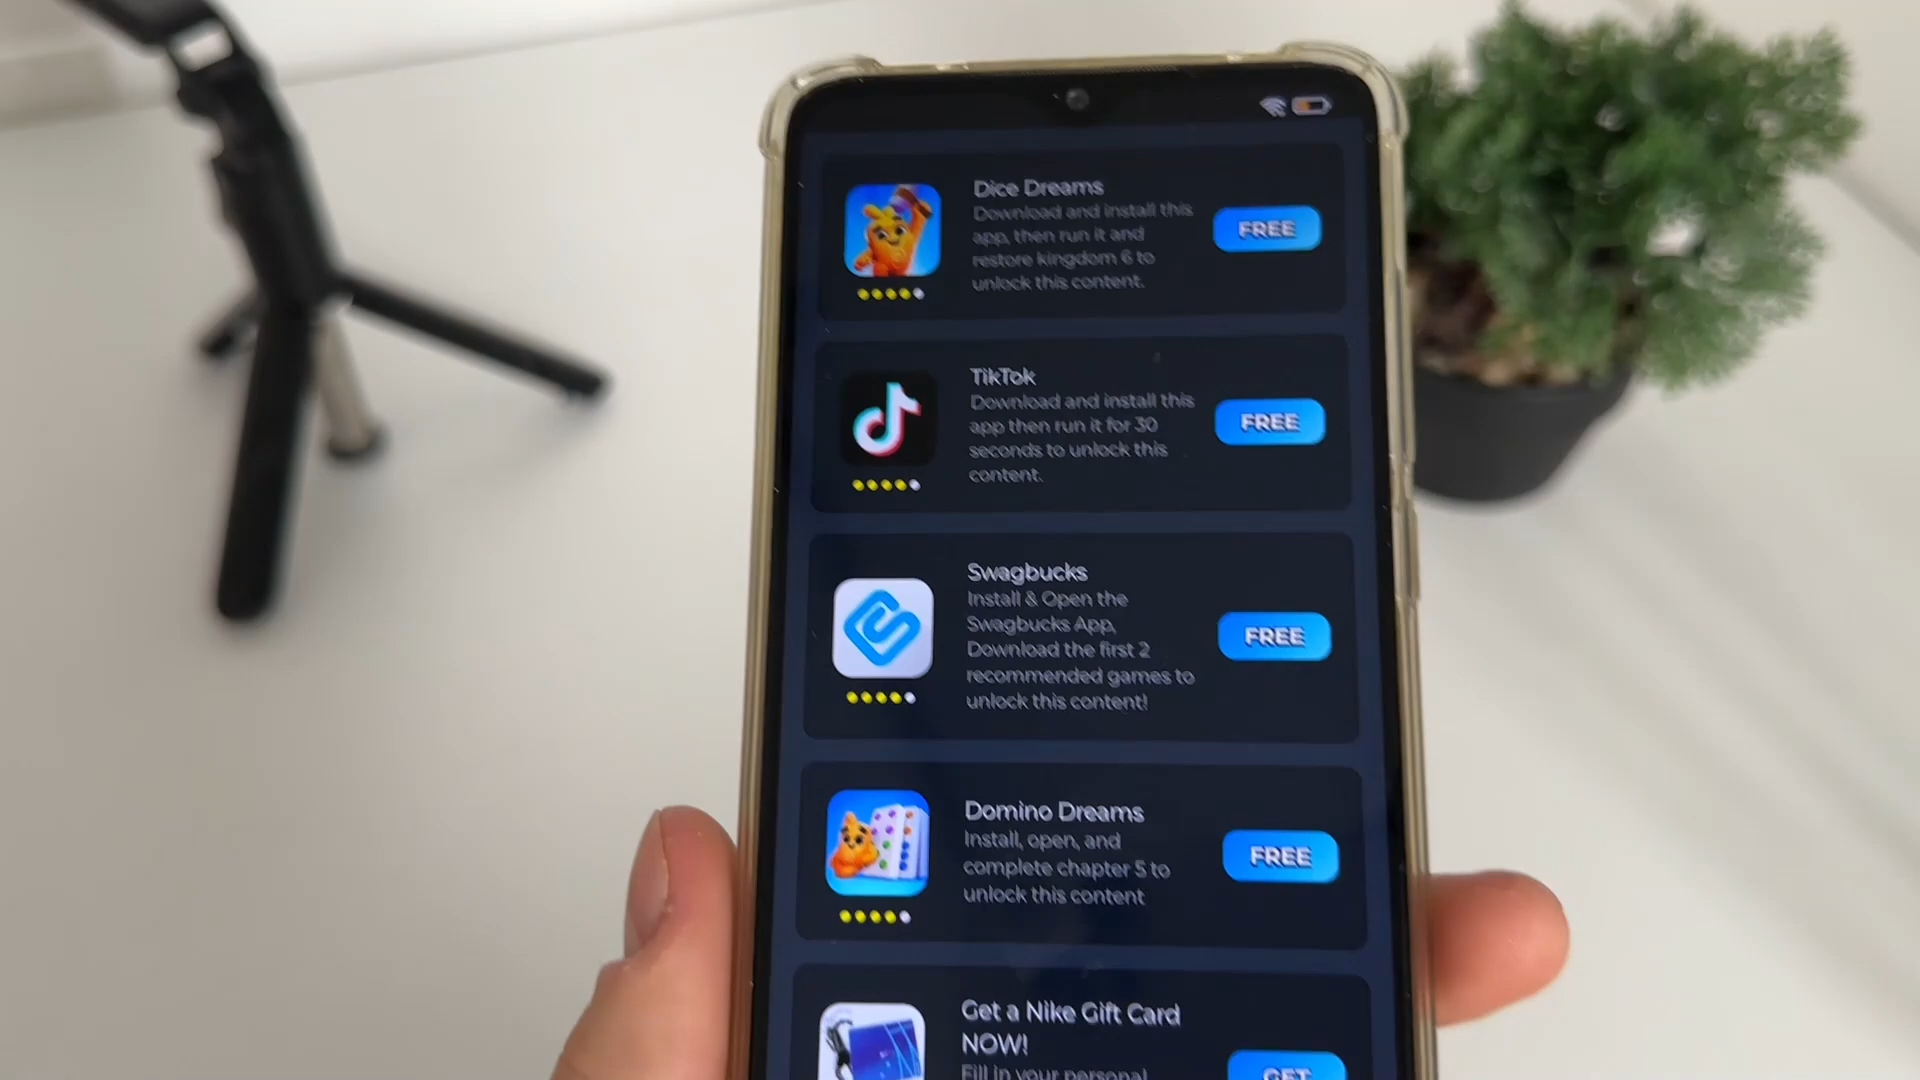 Dice Dreams
Download and install this
app, then run it and
restore kingdom 6 to
unlock this content.
FREE
TikTok
Download and install this
app then run it for 30
seconds to unlock this
content.
FREE
Swagbucks
Install & Open the
Swagbucks App,
Download the first 2
recommended games to
unlock this content!
FREE
Domino Dreams
Install, open, and
complete chapter 5 to
unlock this content
FREE
Get a Nike Gift Card
NOW!
Fill in your personal
GET